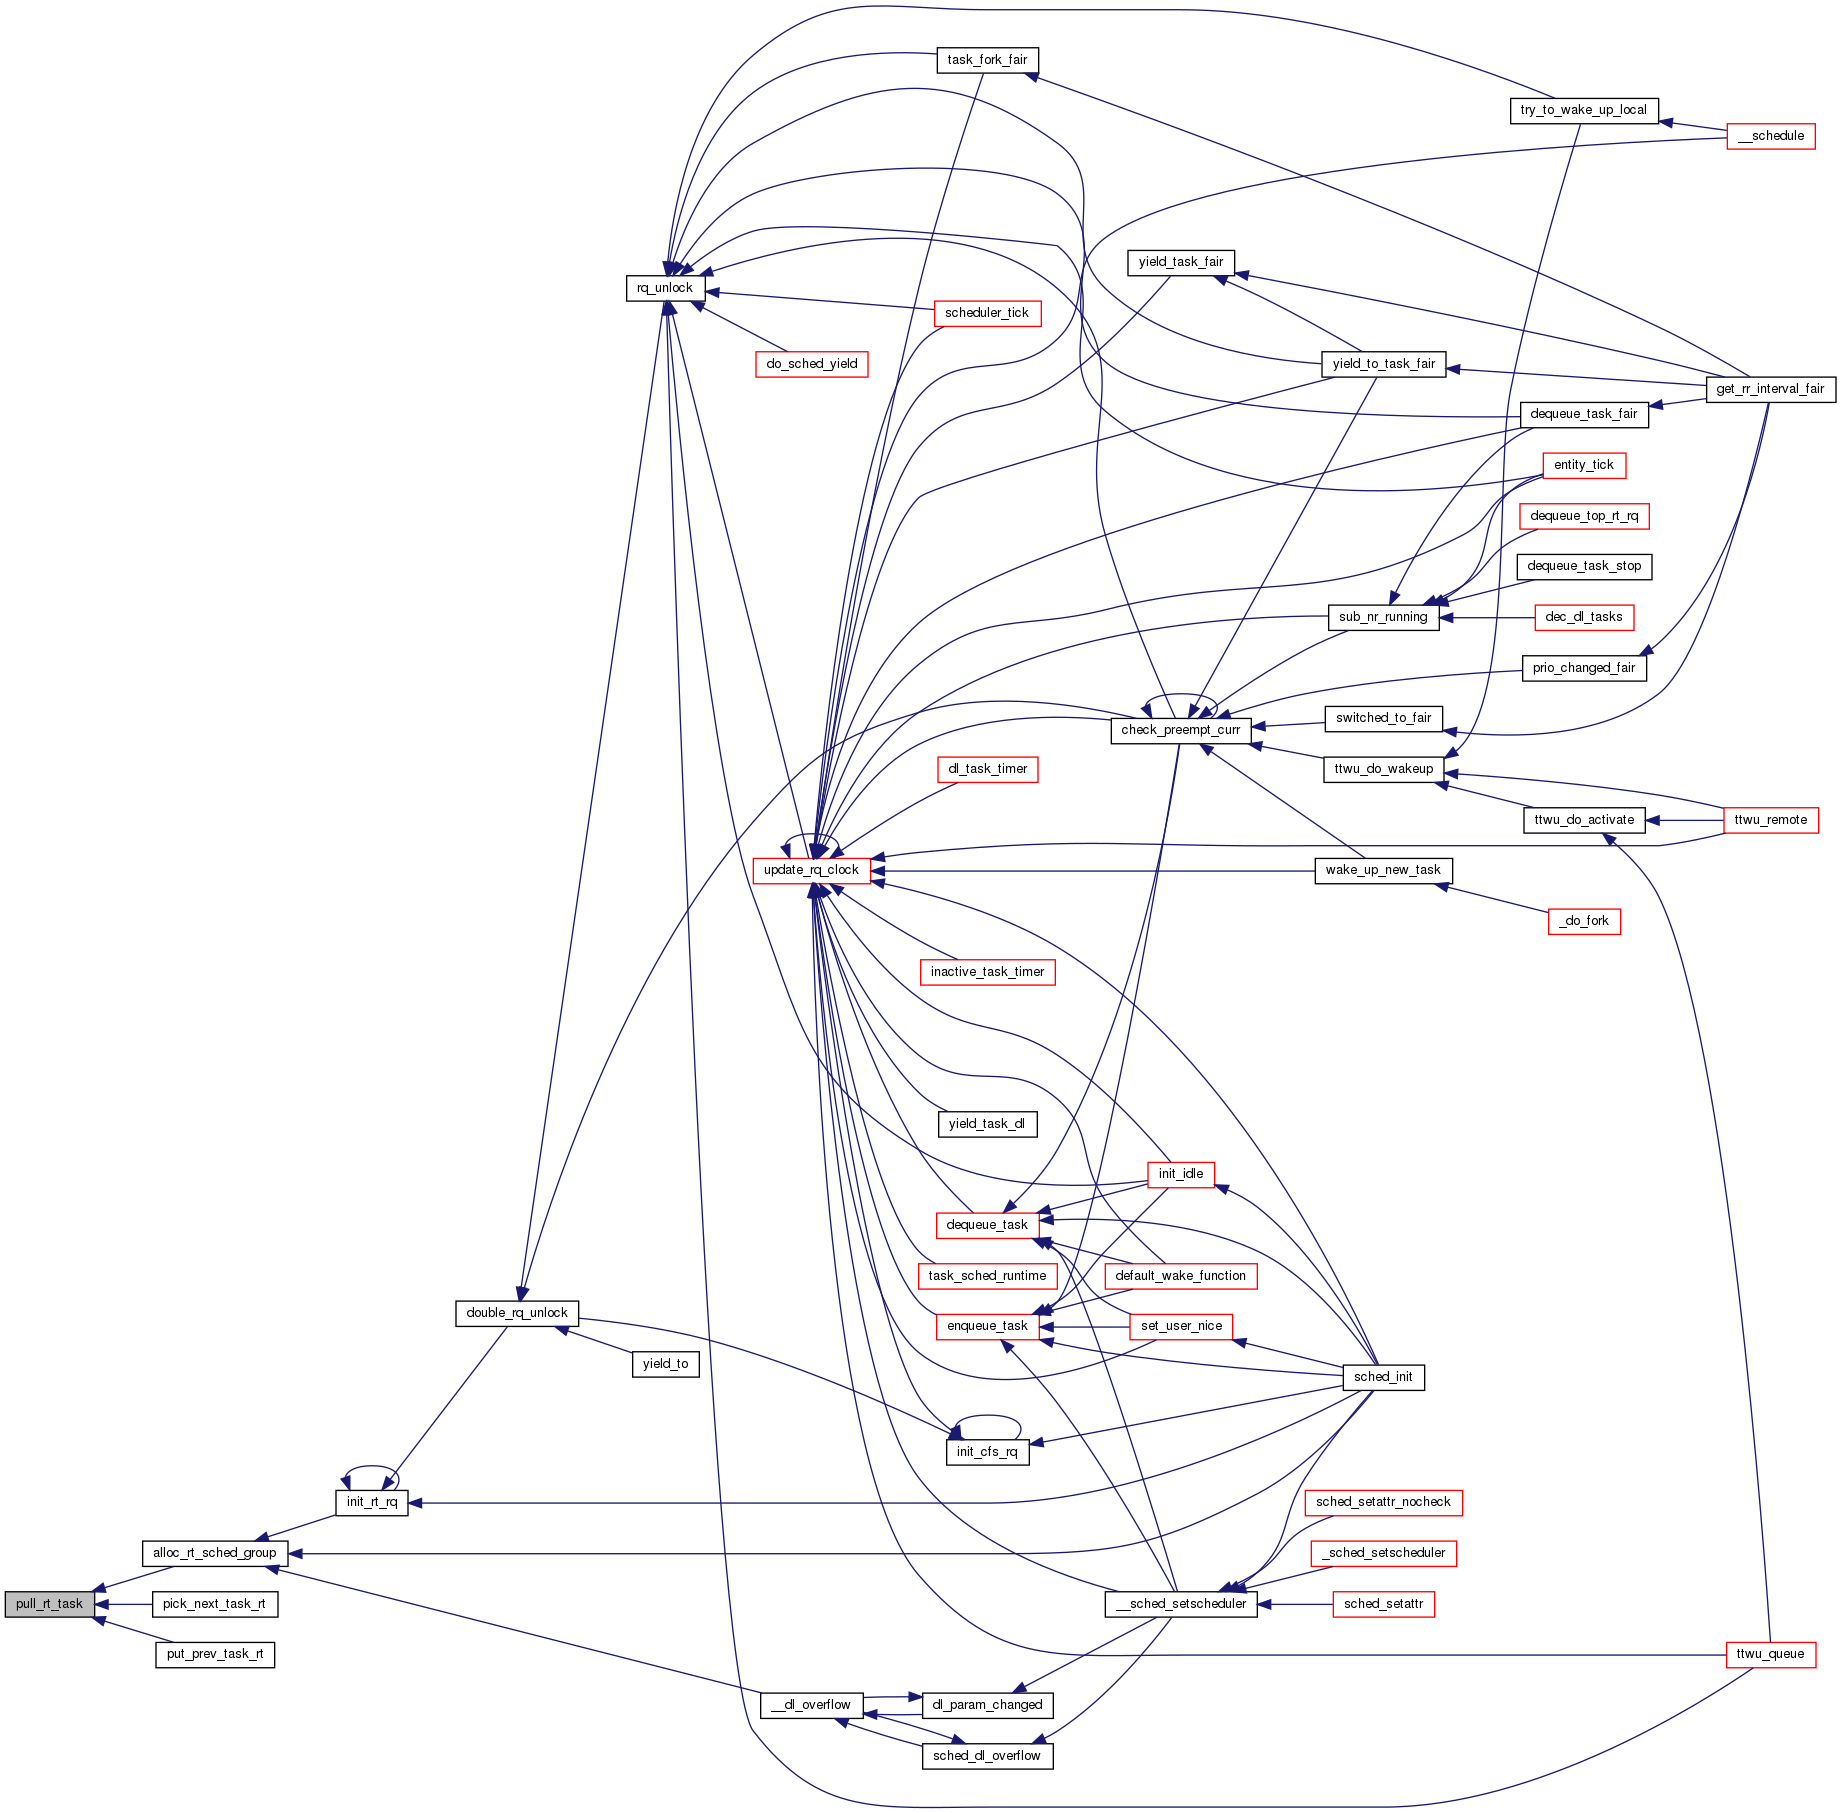 task_fork_fair
try_to_wake_up_local
__schedule
yield_task_fair
rq_unlock
scheduler_tick
do_sched_yield
yield_to_task_fair
get_rr_interval_fair
dequeue_task_fair
entity_tick
dequeue_top_rt_rq
dequeue_task_stop
sub_nr_running
dec_dl_tasks
prio_changed_fair
switched_to_fair
check_preempt_curr
dl_task_timer
ttwu_do_wakeup
ttwu_do_activate
ttwu_remote
update_rq_clock
wake_up_new_task
_do_fork
inactive_task_timer
yield_task_dl
init_idle
dequeue_task
task_sched_runtime
default_wake_function
double_rq_unlock
enqueue_task
set_user_nice
yield_to
sched_init
init_cfs_rq
init_rt_rq
sched_setattr_nocheck
alloc_rt_sched_group
_sched_setscheduler
pull_rt_task
pick_next_task_rt
__sched_setscheduler
sched_setattr
put_prev_task_rt
ttwu_queue
__dl_overflow
dl_param_changed
sched_dl_overflow